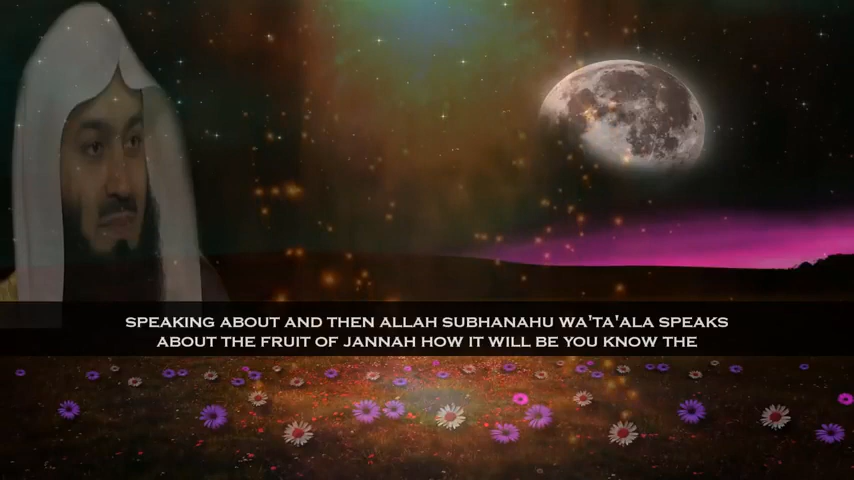 SPEAKING ABOUT AND THEN ALLAH SUBHANAHU WA'TA'ALA SPEAKS
ABOUT THE FRUIT OF JANNAH HOW IT WILL BE YOU KNOW THE